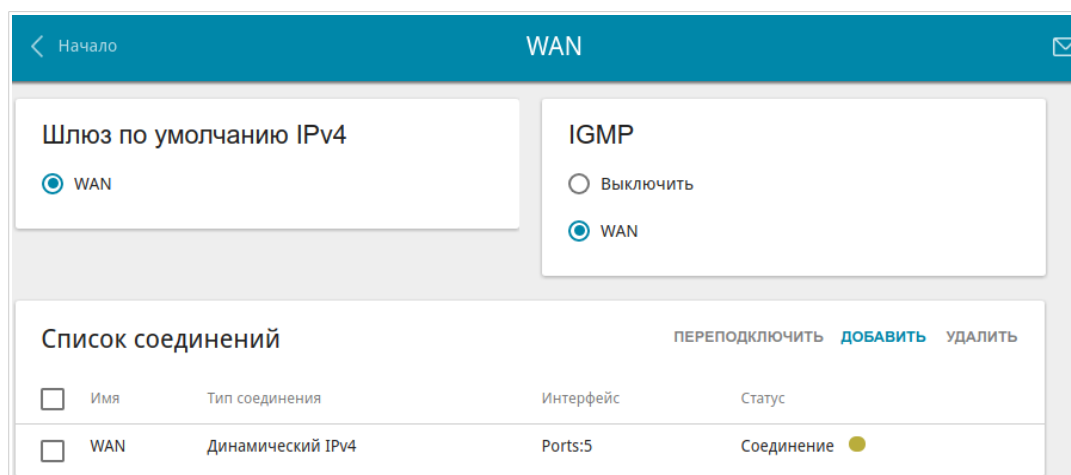 Начало
WAN
Шлюз по умолчанию IPv4
WAN
IGMP
Выключить
WAN
Список соединений ПЕРЕПОДКЛЮЧИТЬ ДОБАВИТЬ УДАЛИТЬ
Имя Тип соединения Интерфейс Статус
WAN Динамический IPv4 Ports:5 Соединение